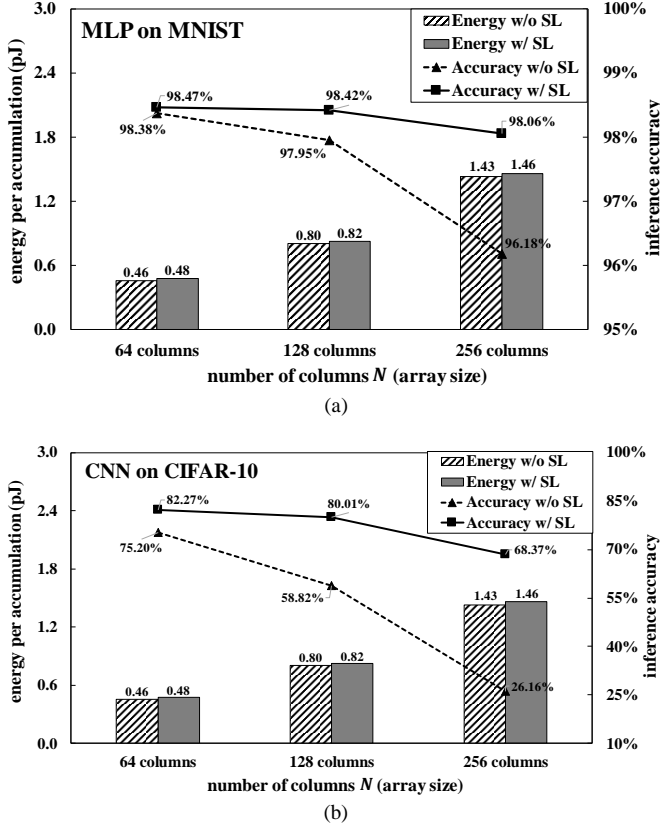 MLP on MNIST
Energy w/o SL
Energy w/ SL
Accuracy w/o SL
Accuracy w/ SL
energy per accumulation (pJ)
3.0
2.4
1.8
1.2
0.6
0.0
98.47%
98.42%
98.06%
98.38%
97.95%
96.18%
0.46
0.48
0.80
0.82
1.43
1.46
100%
99%
98%
97%
96%
95%
inference accuracy
64 columns
128 columns
256 columns
number of columns N (array size)
(a)
CNN on CIFAR-10
Energy w/o SL
Energy w/ SL
Accuracy w/o SL
Accuracy w/ SL
energy per accumulation (pJ)
3.0
2.4
1.8
1.2
0.6
0.0
82.27%
80.01%
68.37%
75.20%
58.82%
26.16%
0.46
0.48
0.80
0.82
1.43
1.46
100%
85%
70%
55%
40%
25%
10%
inference accuracy
64 columns
128 columns
256 columns
number of columns N (array size)
(b)